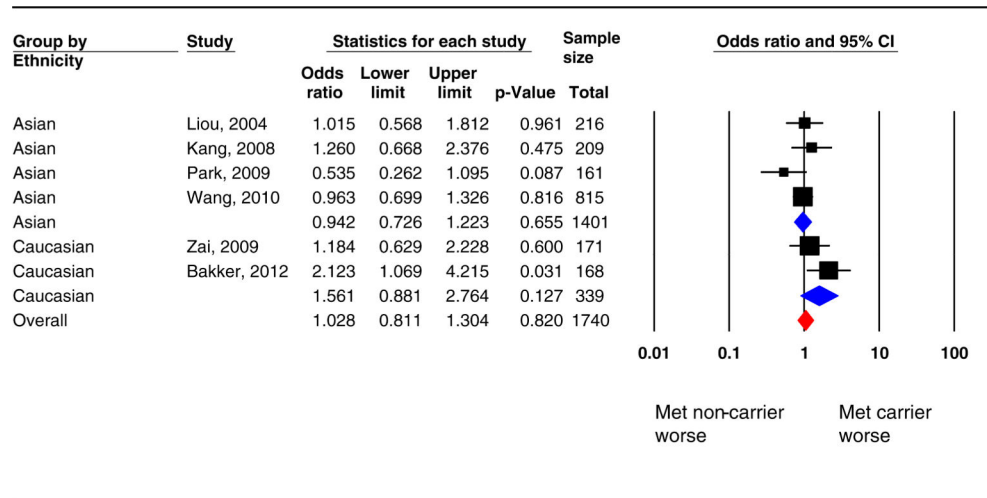 Group by Ethnicity Study Statistics for each study Sample size Odds ratio and 95% CI
Odds ratio Lower limit Upper limit p-Value Total
Asian Liou, 2004 1.015 0.568 1.812 0.961 216
Asian Kang, 2008 1.260 0.668 2.376 0.475 209
Asian Park, 2009 0.535 0.262 1.095 0.087 161
Asian Wang, 2010 0.963 0.699 1.326 0.816 815
Asian 0.942 0.726 1.223 0.655 1401
Caucasian Zai, 2009 1.184 0.629 2.228 0.600 171
Caucasian Bakker, 2012 2.123 1.069 4.215 0.031 168
Caucasian 1.561 0.881 2.764 0.127 339
Overall 1.028 0.811 1.304 0.820 1740
0.01 0.1 1 10 100
Met non-carrier worse
Met carrier worse